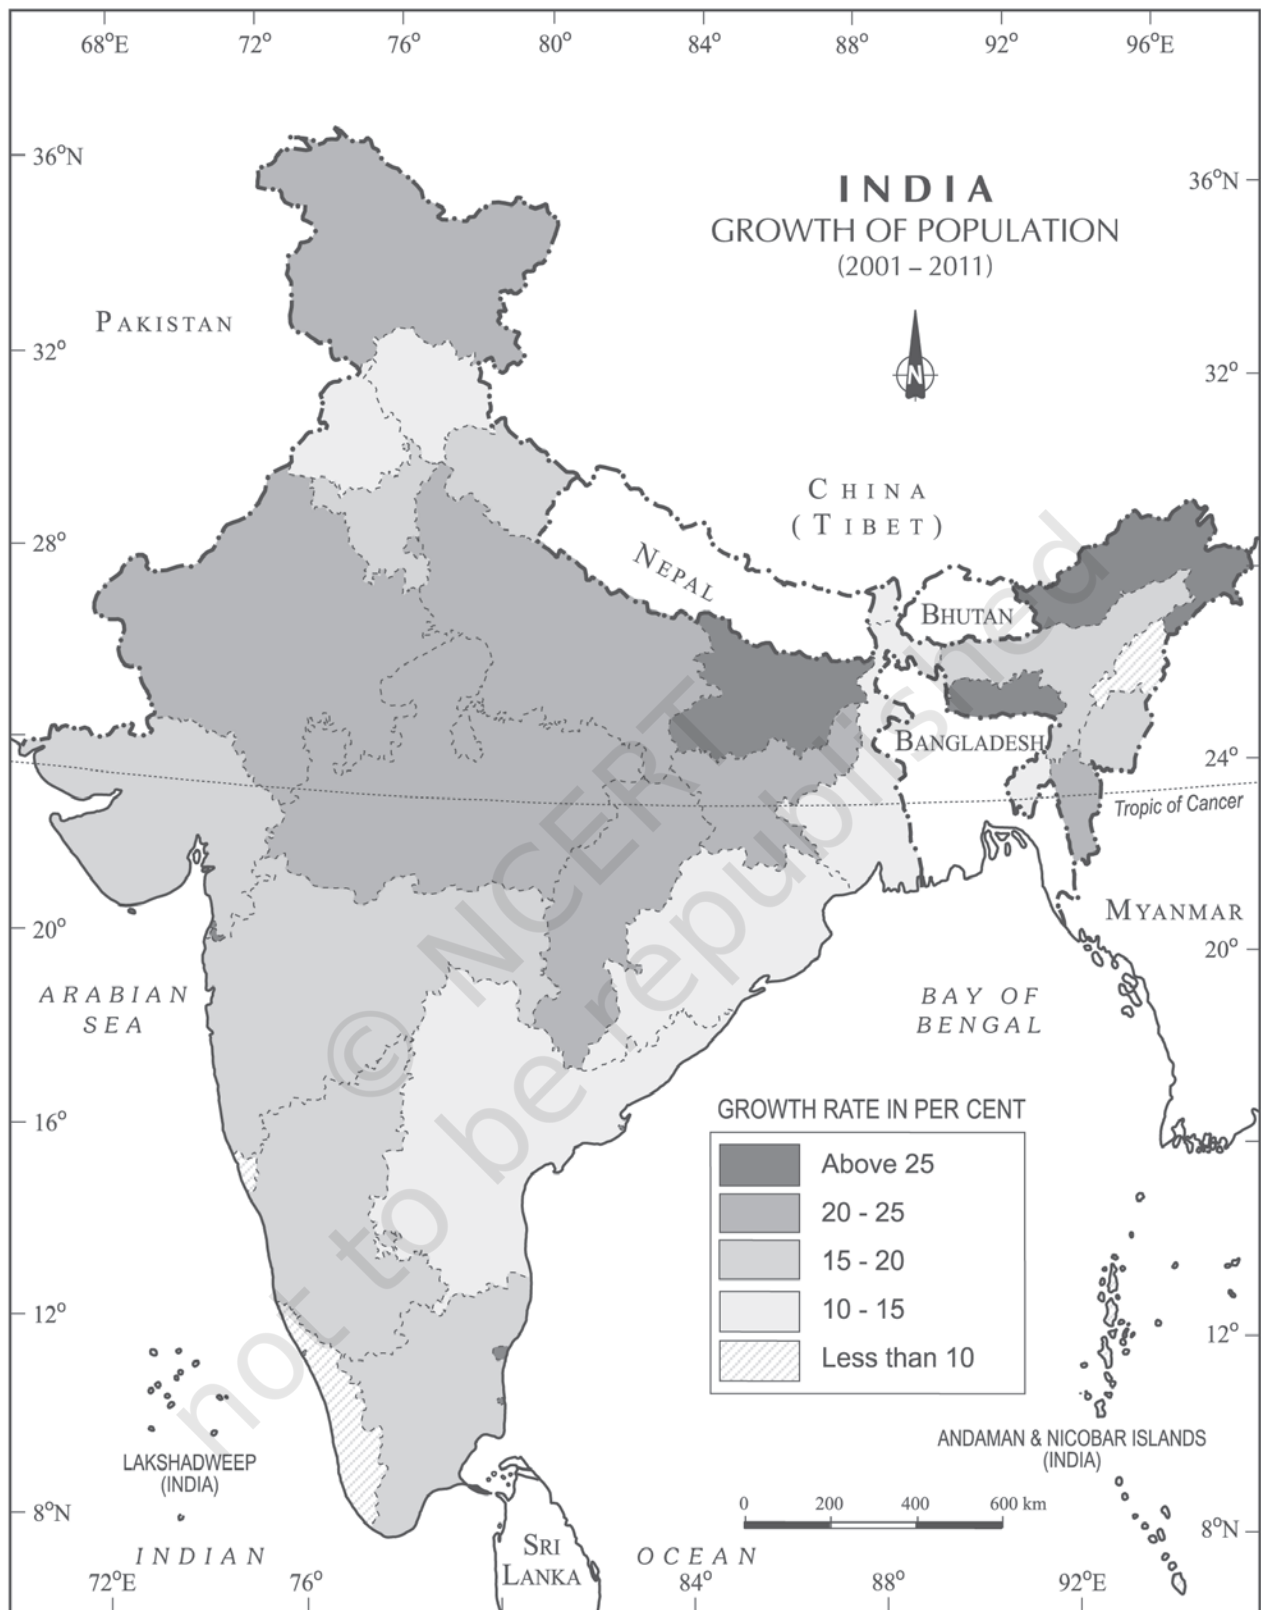 68°E 72° 76° 80° 84° 88° 92° 96°E
36°N
36°N
INDIA
GROWTH OF POPULATION
(2001 – 2011)
PAKISTAN
N
32°
32°
CHINA
(TIBET)
28°
NEPAL
BHUTAN
BANGLADESH
24°
Tropic of Cancer
MYANMAR
20°
20°
ARABIAN
SEA
BAY OF
BENGAL
© NCERT
not to be republished
16°
GROWTH RATE IN PER CENT
Above 25
20 - 25
15 - 20
10 - 15
Less than 10
12°
12°
LAKSHADWEEP
(INDIA)
ANDAMAN & NICOBAR ISLANDS
(INDIA)
0 200 400 600 km
8°N
8°N
INDIAN
SRI
LANKA
OCEAN
72°E 76° 84° 88° 92°E